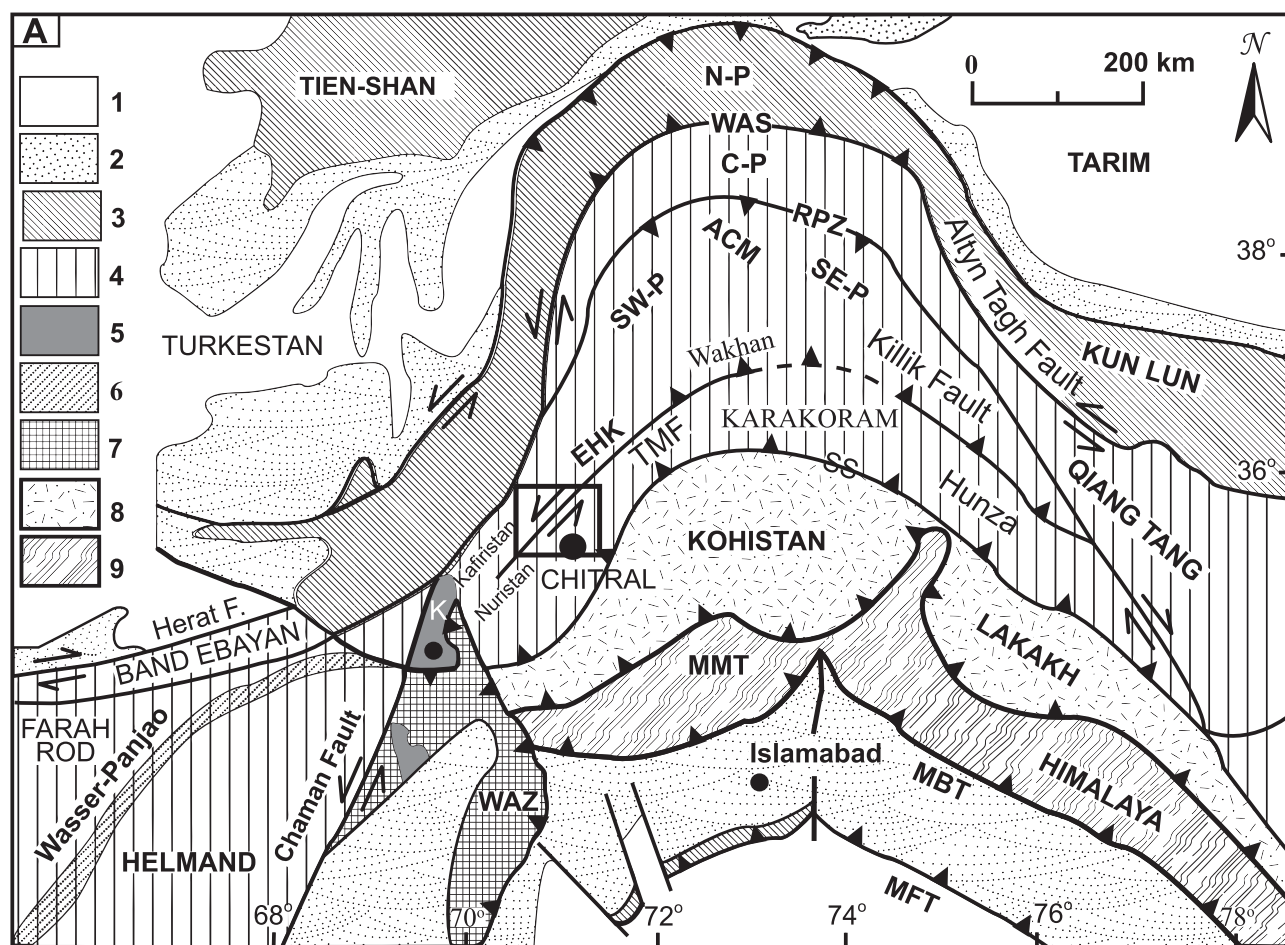 A
1
2
3
4
5
6
7
8
9
TIEN-SHAN
N-P
WAS
C-P
RPZ
ACM
SW-P
SE-P
0 200 km
N
TARIM
38°
Altyn Tagh Fault
KUN LUN
TURKESTAN
Wakhan
Killik Fault
EHK
TMF
KARAKORAM
SS
Hunza
36°
QIANG TANG
Kafiristan
Nuristan
CHITRAL
KOHISTAN
K
Herat F.
BAND EBAYAN
LAKAKH
MMT
FARAH
ROD
Wasser-Panjao
Chaman Fault
Islamabad
MBT
HIMALAYA
WAZ
HELMAND
MFT
68°
70°
72°
74°
76°
78°